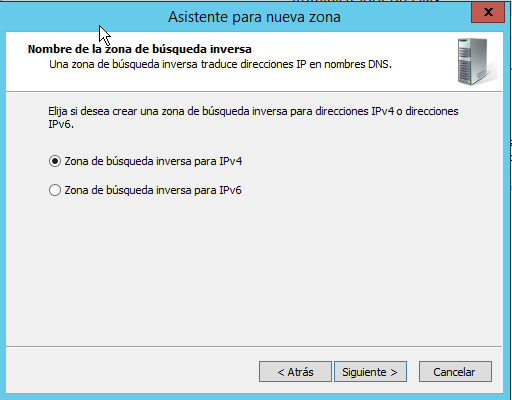 Asistente para nueva zona
x
Nombre de la zona de búsqueda inversa
Una zona de búsqueda inversa traduce direcciones IP en nombres DNS.
Elija si desea crear una zona de búsqueda inversa para direcciones IPv4 o direcciones
IPv6.
Zona de búsqueda inversa para IPv4
Zona de búsqueda inversa para IPv6
< Atrás
Siguiente >
Cancelar